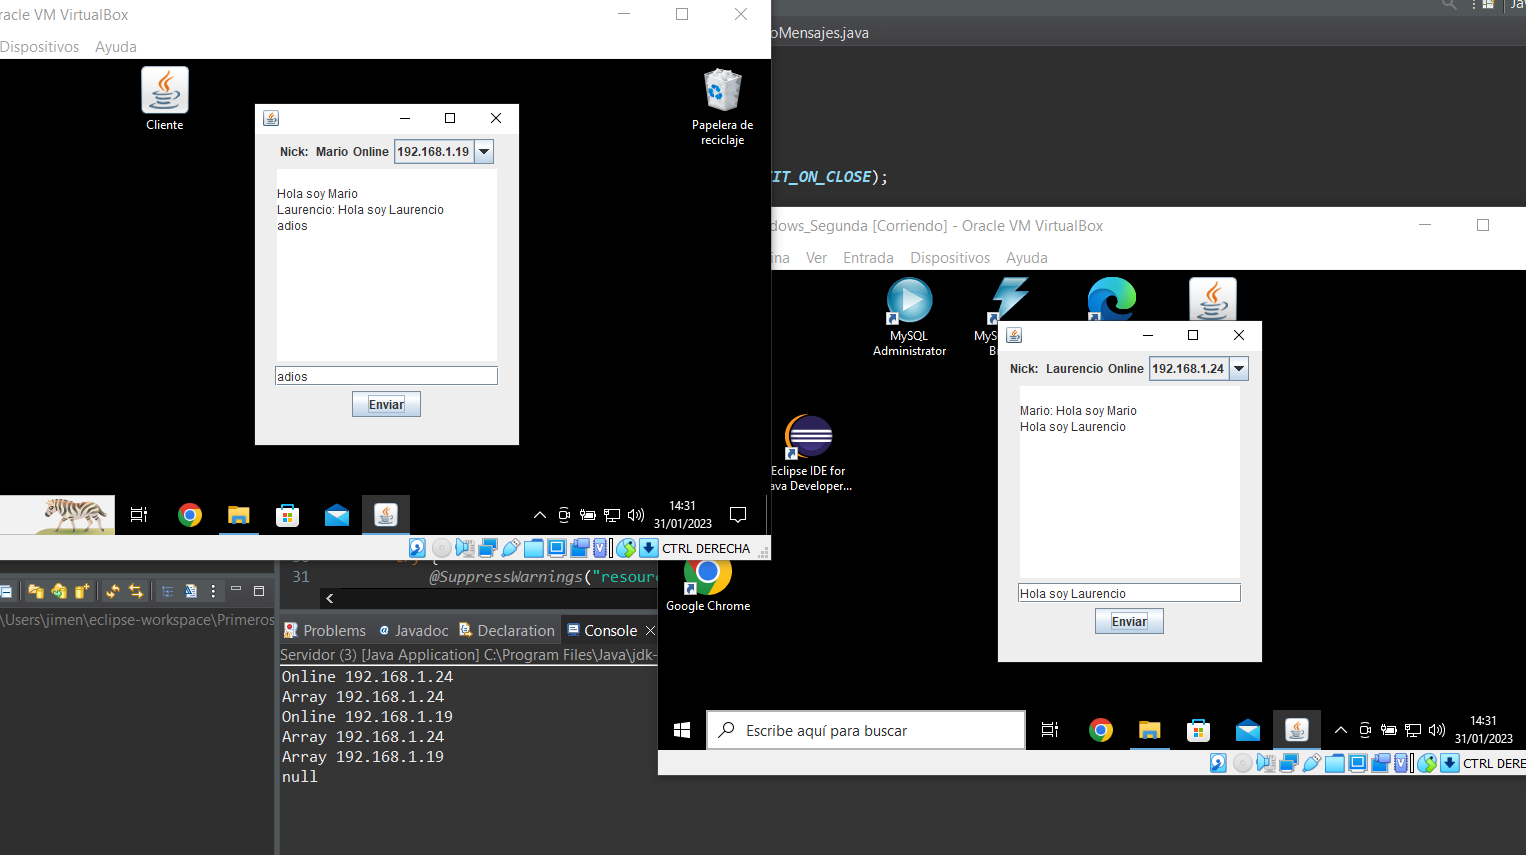 racle VM VirtualBox
Dispositivos Ayuda
Cliente
Papelera de
reciclaje
Nick: Mario Online 192.168.1.19
Hola soy Mario
Laurencio: Hola soy Laurencio
adios
adios
Enviar
14:31
31/01/2023
CTRL DERECHA
oMensajes.java
IT_ON_CLOSE);
dows_Segunda [Corriendo] - Oracle VM VirtualBox
ina Ver Entrada Dispositivos Ayuda
MySQL
Administrator
MyS
B
Eclipse IDE for
ava Developer...
Google Chrome
Nick: Laurencio Online 192.168.1.24
Mario: Hola soy Mario
Hola soy Laurencio
Hola soy Laurencio
Enviar
Escribe aquí para buscar
14:31
31/01/2023
CTRL DERE
31 @SuppressWarnings("resour
\Users\jimen\eclipse-workspace\Primeros
Problems Javadoc Declaration Console
Servidor (3) [Java Application] C:\Program Files\Java\jdk-
Online 192.168.1.24
Array 192.168.1.24
Online 192.168.1.19
Array 192.168.1.24
Array 192.168.1.19
null